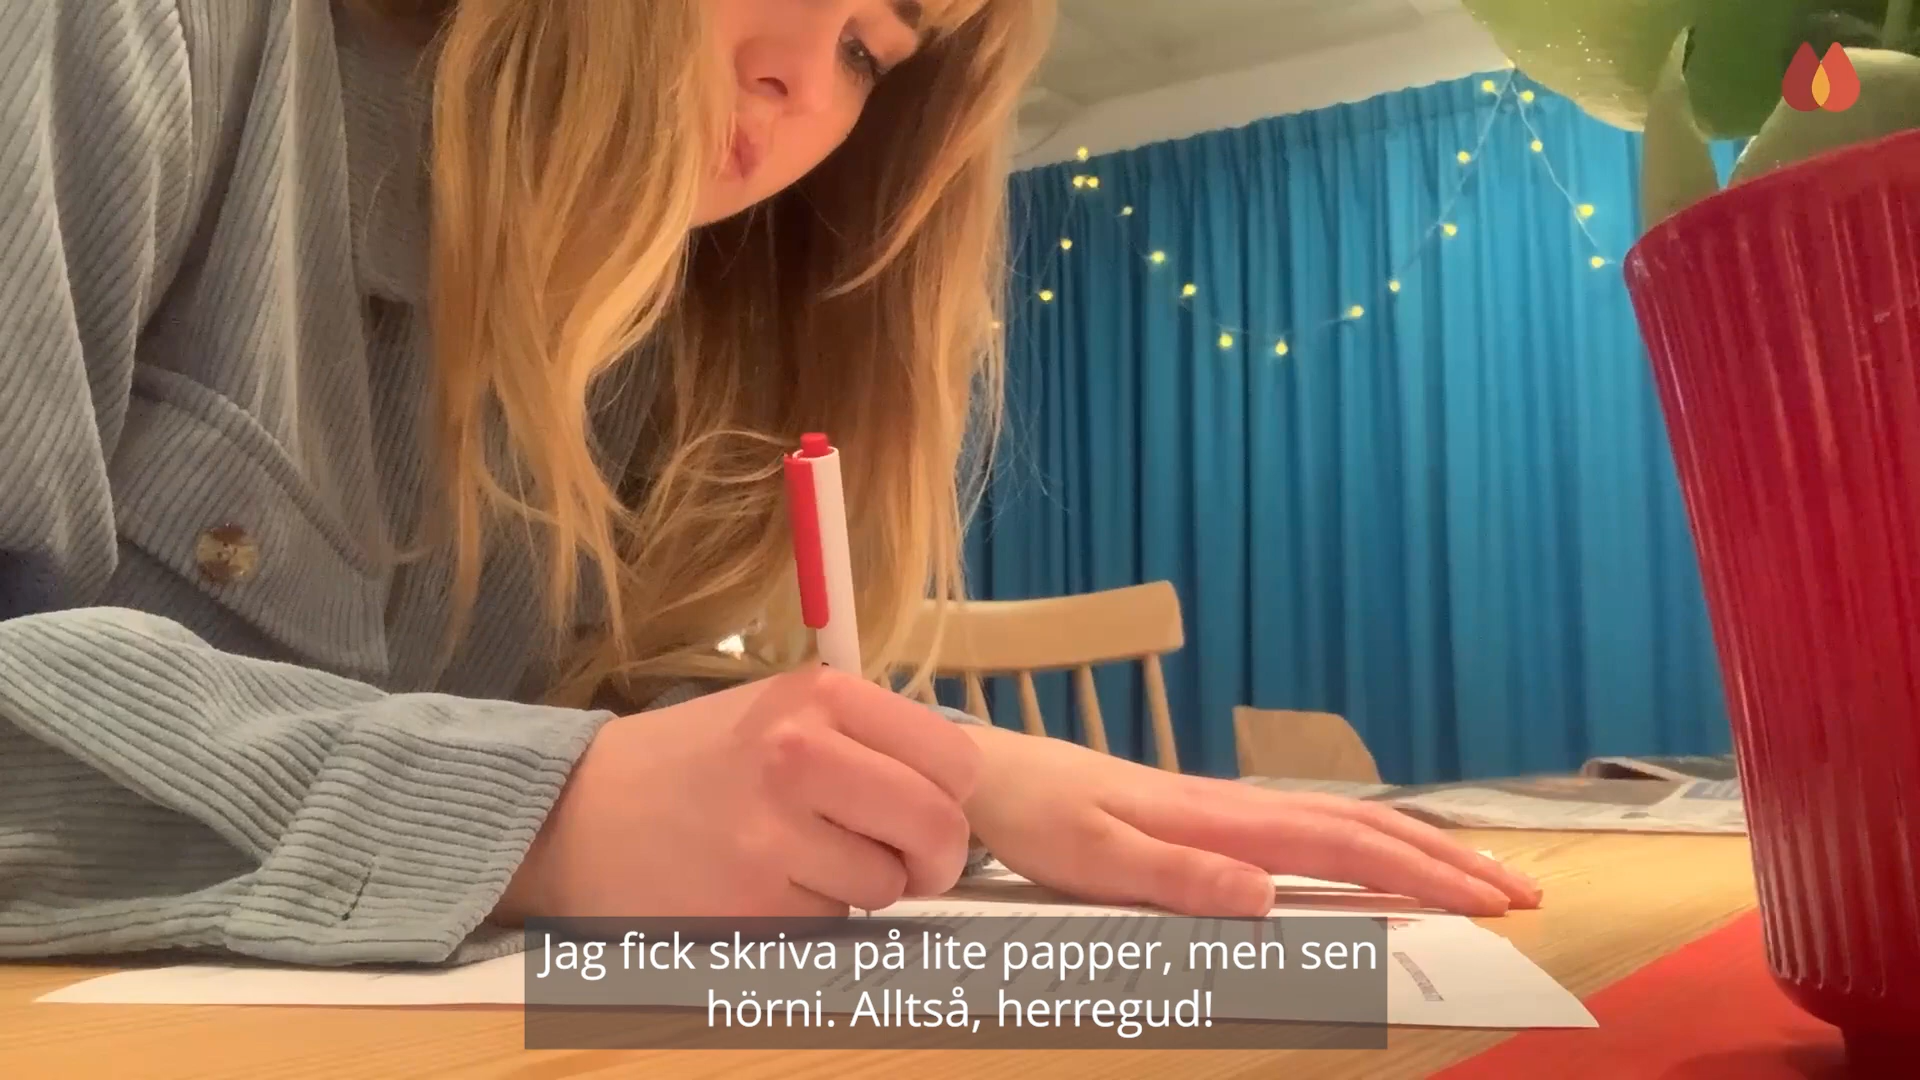 Jag fick skriva på lite papper, men sen
hörni. Alltså, herregud!